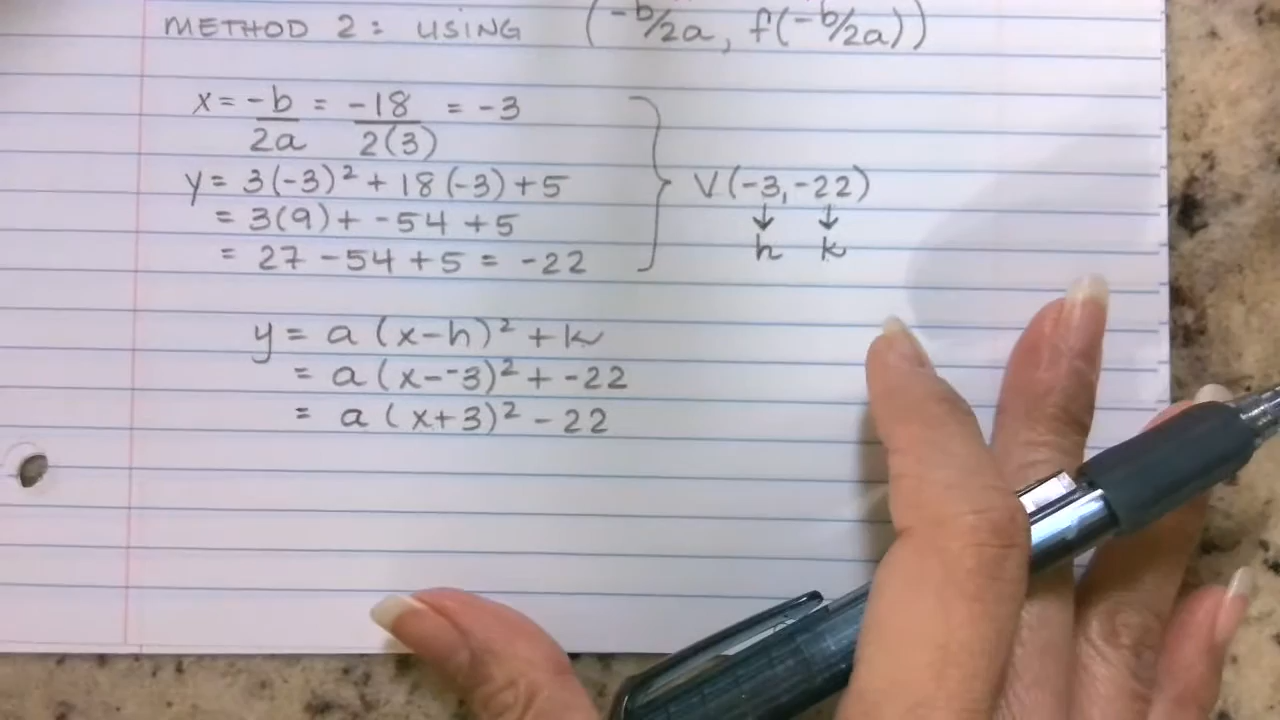 METHOD 2: USING (-b/2a, f(-b/2a))
x = -b/2a = -18/2(3) = -3
y = 3(-3)² + 18(-3) + 5
= 3(9) + -54 + 5
= 27 - 54 + 5 = -22
V(-3, -22)
↓ ↓
h k
y = a (x-h)² + k
= a (x--3)² + -22
= a (x+3)² - 22